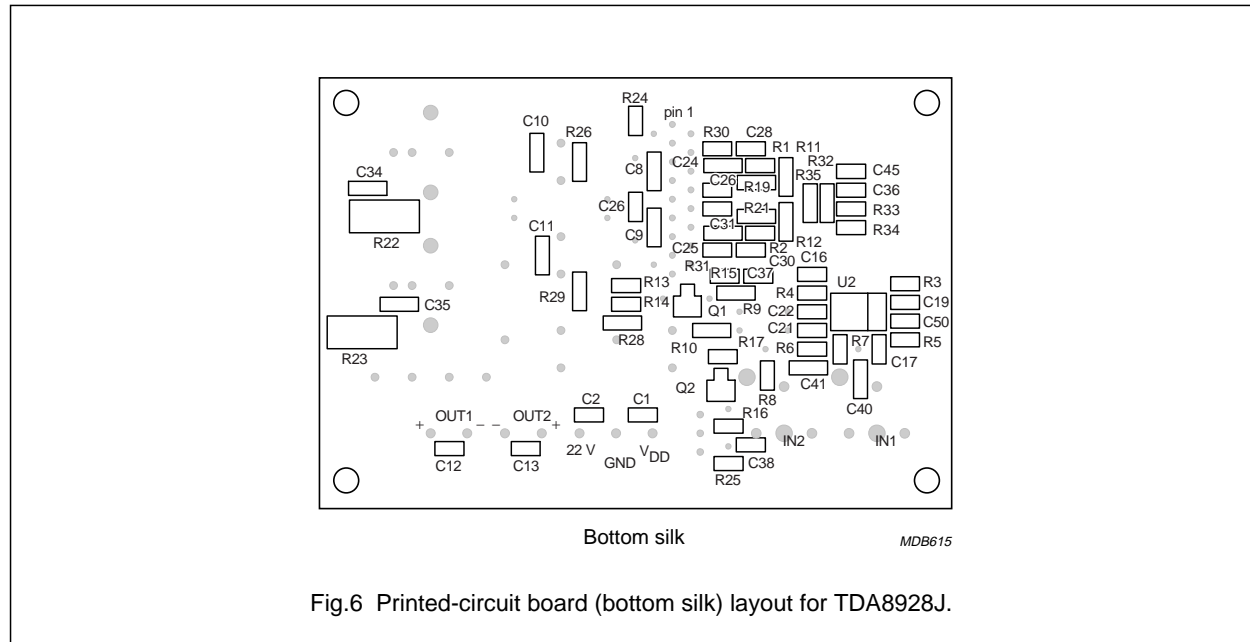 R24
pin 1
C10
R26
R30 C28
R1 R11
R32
C34
C8
C24
R35
C45
C26 R19
C36
C26
R21
R33
R22
C11
C9
C31
R34
C25
R2 R12
R31
C30 C16
R15 C37
U2
R13
R3
R29
R14
R4
C19
C35
Q1
R9
C22
C50
R28
C21
R23
R10 R17
R6
R7
R5
C17
Q2
C41
R8
C40
C2 C1
+ OUT1 – – OUT2 +
R16
IN2 IN1
C12 C13
22 V
GND
VDD
C38
R25
Bottom silk
MDB615
Fig.6 Printed-circuit board (bottom silk) layout for TDA8928J.